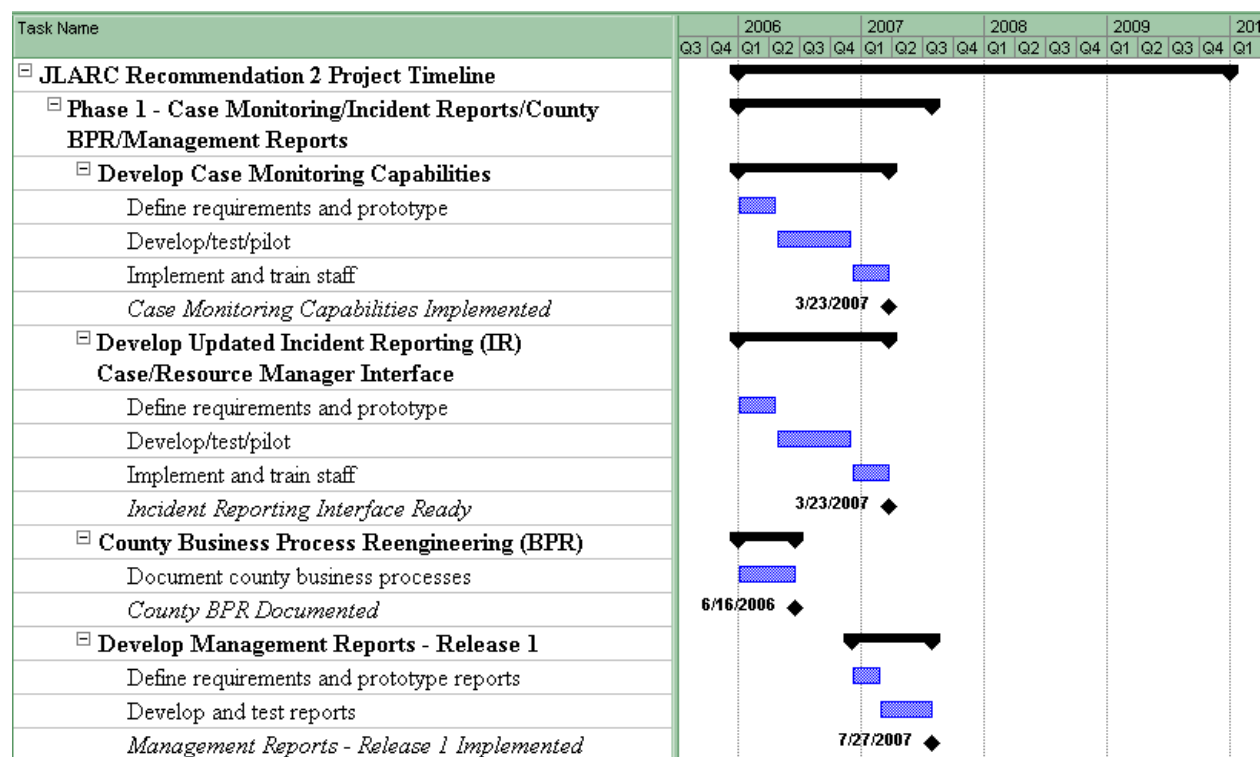 Task Name
2006 2007 2008 2009 201
Q3 Q4 Q1 Q2 Q3 Q4 Q1 Q2 Q3 Q4 Q1 Q2 Q3 Q4 Q1 Q2 Q3 Q4 Q1
JLARC Recommendation 2 Project Timeline
Phase 1 - Case Monitoring/Incident Reports/County
BPR/Management Reports
Develop Case Monitoring Capabilities
Define requirements and prototype
Develop/test/pilot
Implement and train staff
Case Monitoring Capabilities Implemented 3/23/2007
Develop Updated Incident Reporting (IR)
Case/Resource Manager Interface
Define requirements and prototype
Develop/test/pilot
Implement and train staff
Incident Reporting Interface Ready 3/23/2007
County Business Process Reengineering (BPR)
Document county business processes
County BPR Documented 6/16/2006
Develop Management Reports - Release 1
Define requirements and prototype reports
Develop and test reports
Management Reports - Release 1 Implemented 7/27/2007